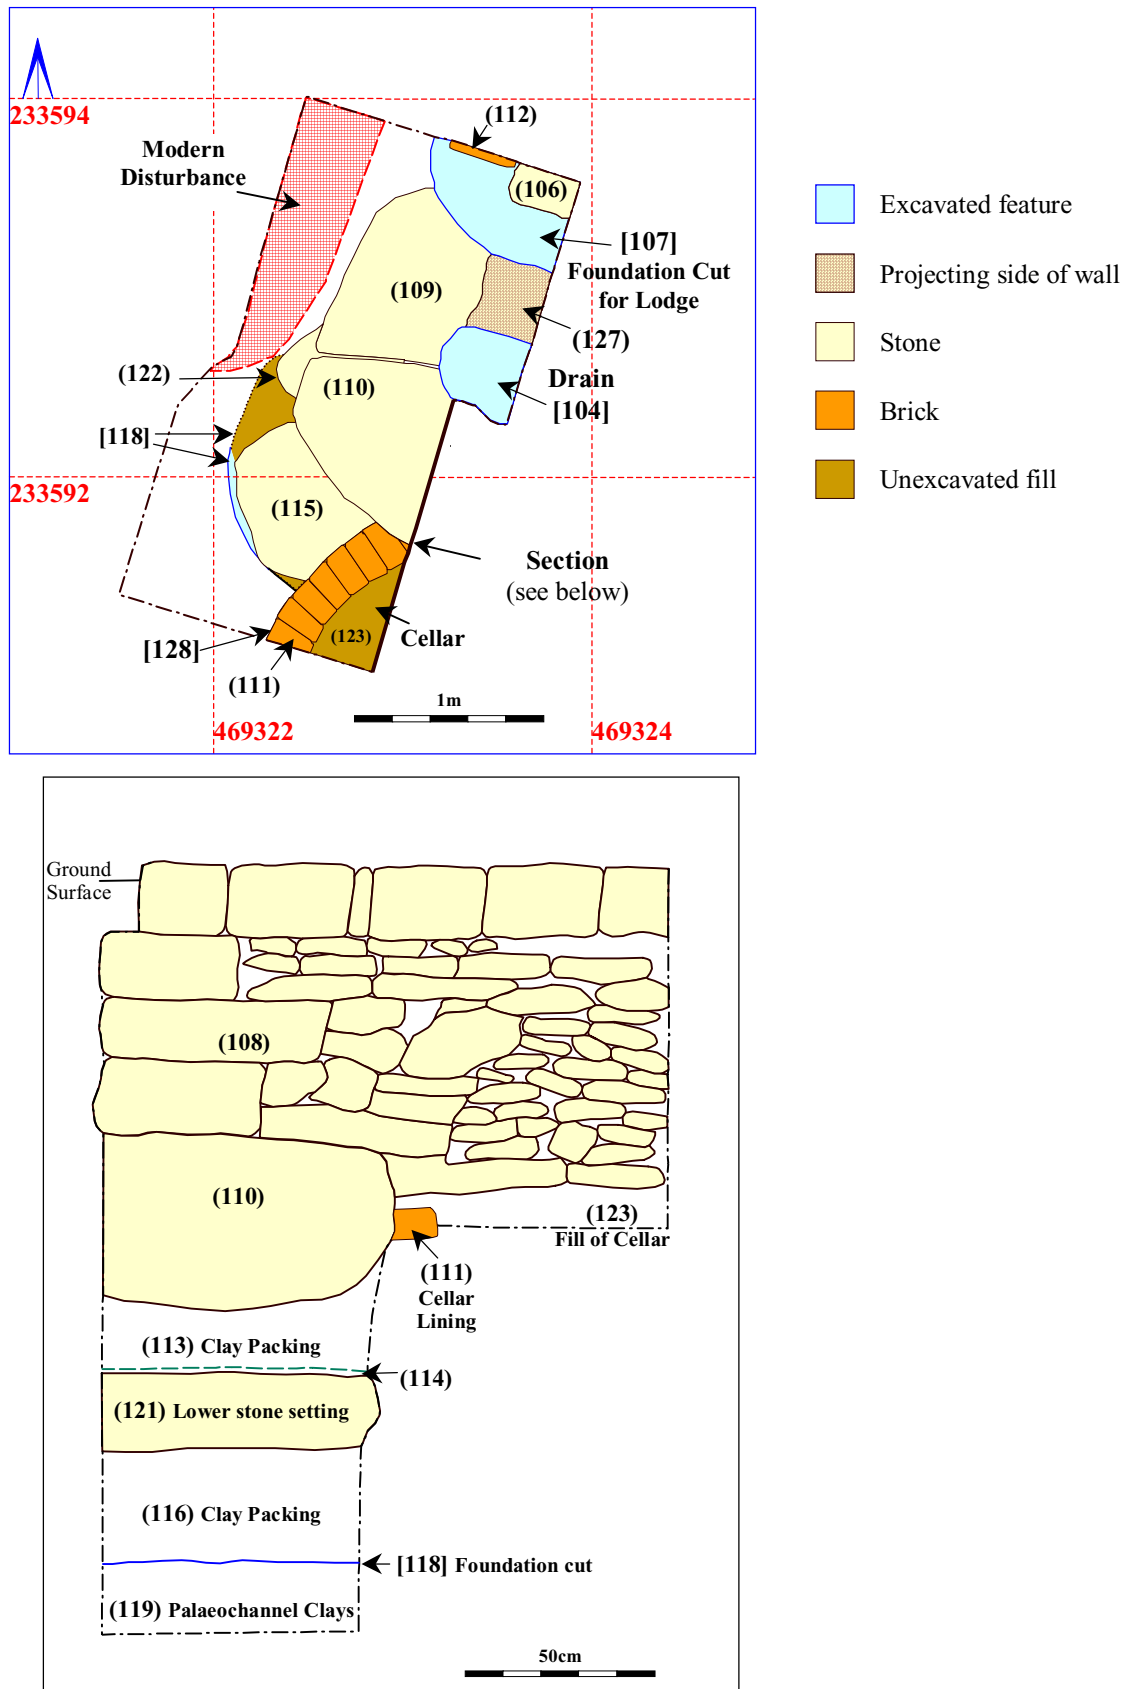 233594
(112)
Modern
Disturbance
(106)
[107]
Foundation Cut
for Lodge
(109)
(127)
(122)
(110)
Drain
[104]
[118]
233592
(115)
Section
(see below)
(123)
Cellar
[128]
(111)
1m
469322
469324
Excavated feature
Projecting side of wall
Stone
Brick
Unexcavated fill
Ground
Surface
(108)
(110)
(123)
Fill of Cellar
(111)
Cellar
Lining
(113) Clay Packing
(114)
(121) Lower stone setting
(116) Clay Packing
[118] Foundation cut
(119) Palaeochannel Clays
50cm